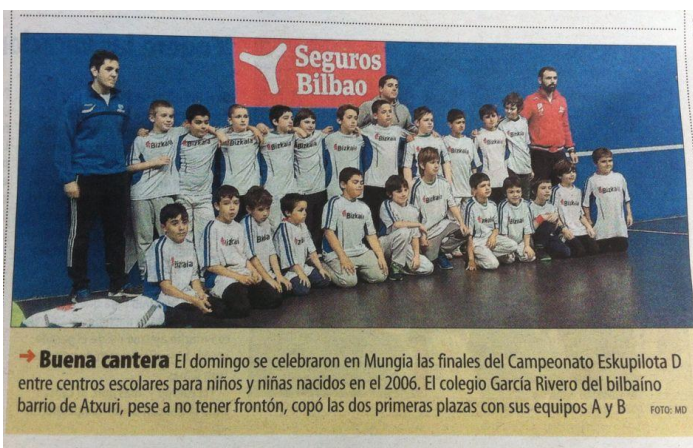 Seguros
Bilbao
Bizkaia
➔ Buena cantera El domingo se celebraron en Mungia las finales del Campeonato Eskupilota D
entre centros escolares para niños y niñas nacidos en el 2006. El colegio García Rivero del bilbaíno
barrio de Atxuri, pese a no tener frontón, copó las dos primeras plazas con sus equipos A y B
FOTO: MD